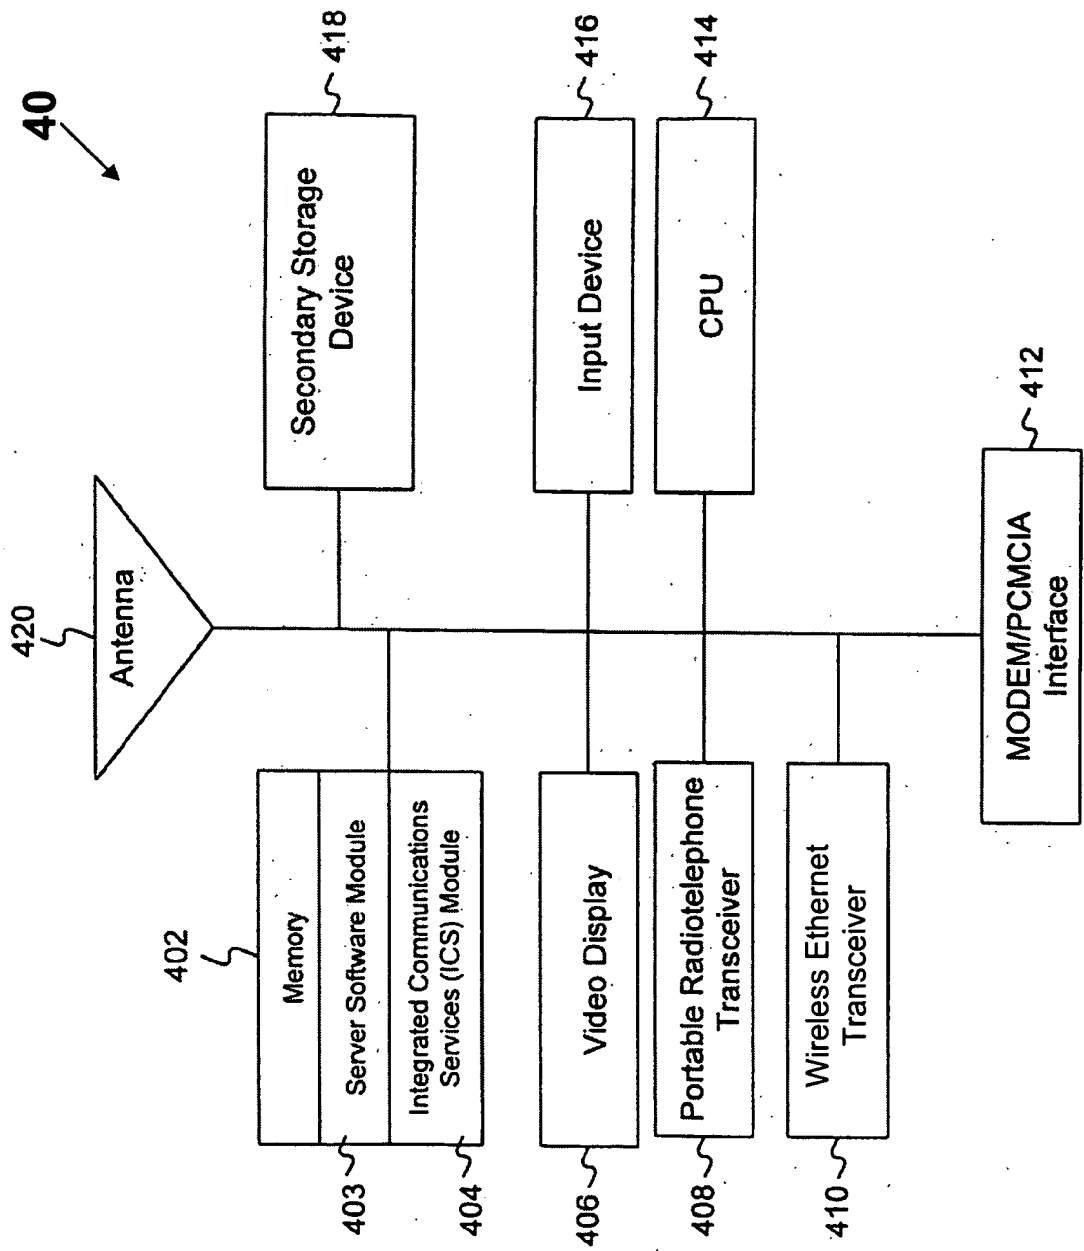 40
420
Antenna
402
Memory
403
Server Software Module
404
Integrated Communications
Services (ICS) Module
418
Secondary Storage
Device
406
Video Display
416
Input Device
408
Portable Radiotelephone
Transceiver
414
CPU
410
Wireless Ethernet
Transceiver
412
MODEM/PCMCIA
Interface